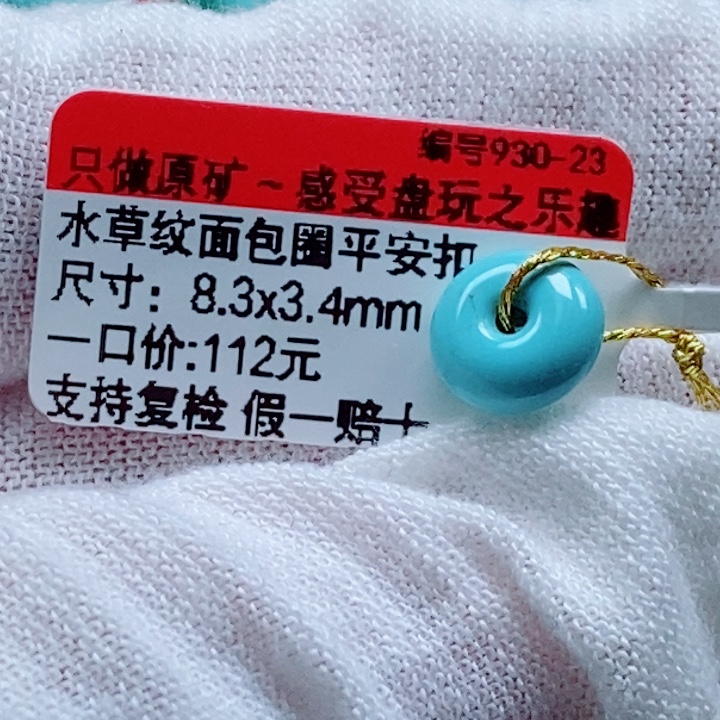 编号930-23
只做原矿~感受盘玩之乐趣
水草纹面包圈平安扣
尺寸：8.3x3.4mm
一口价:112元
支持复检 假一赔十